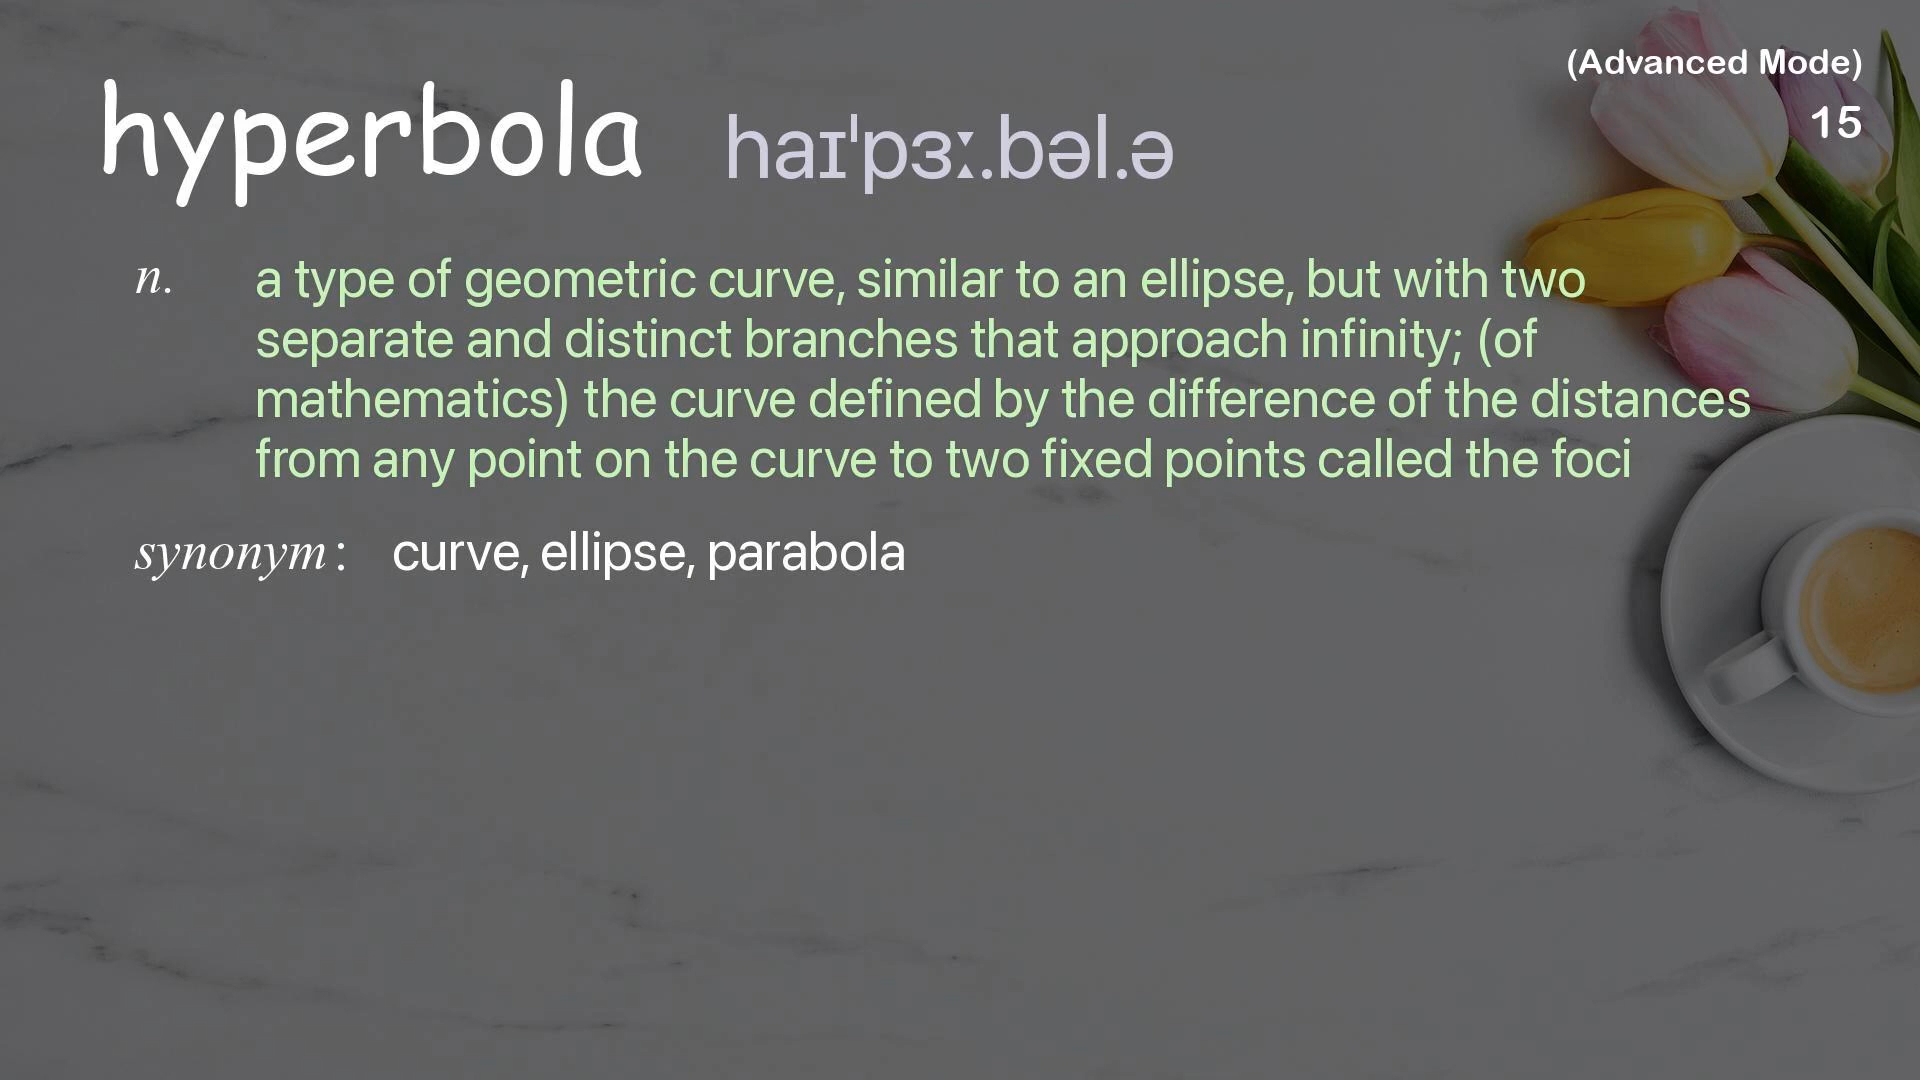 (Advanced Mode)
15
hyperbola haɪˈpɜː.bəl.ə
n. a type of geometric curve, similar to an ellipse, but with two
separate and distinct branches that approach infinity; (of
mathematics) the curve defined by the difference of the distances
from any point on the curve to two fixed points called the foci
synonym: curve, ellipse, parabola